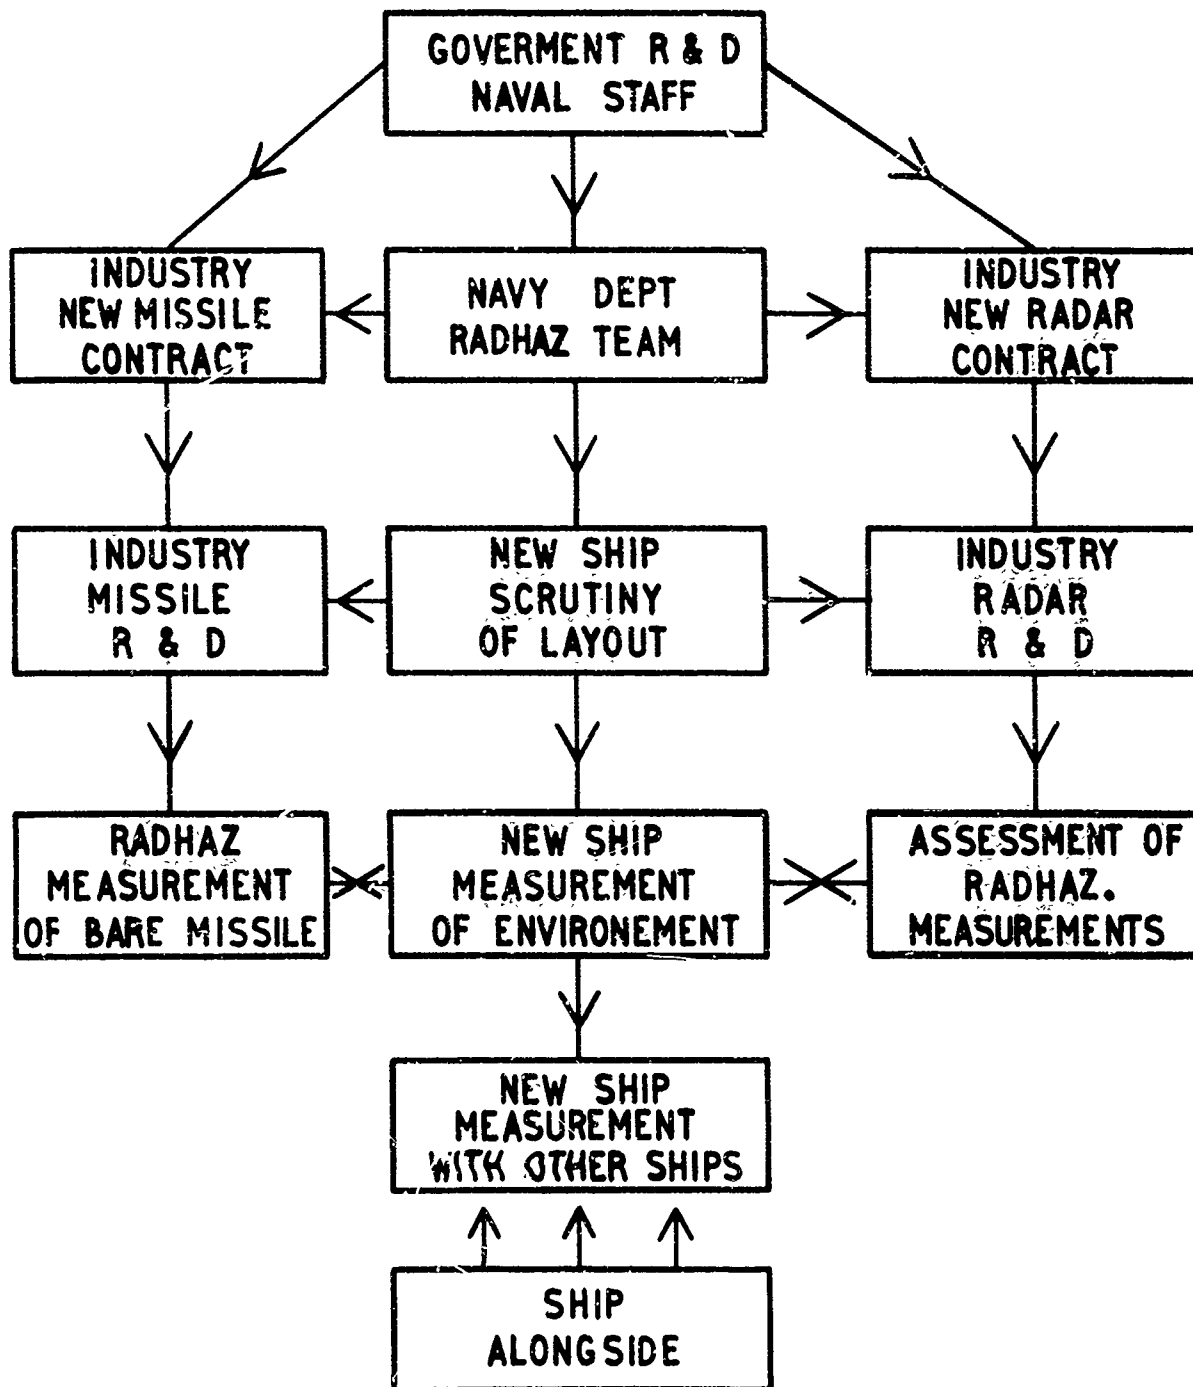 GOVERMENT R & D
NAVAL STAFF
INDUSTRY
NEW MISSILE
CONTRACT
NAVY DEPT
RADHAZ TEAM
INDUSTRY
NEW RADAR
CONTRACT
INDUSTRY
MISSILE
R & D
NEW SHIP
SCRUTINY
OF LAYOUT
INDUSTRY
RADAR
R & D
RADHAZ
MEASUREMENT
OF BARE MISSILE
NEW SHIP
MEASUREMENT
OF ENVIRONEMENT
ASSESSMENT OF
RADHAZ.
MEASUREMENTS
NEW SHIP
MEASUREMENT
WITH OTHER SHIPS
SHIP
ALONGSIDE